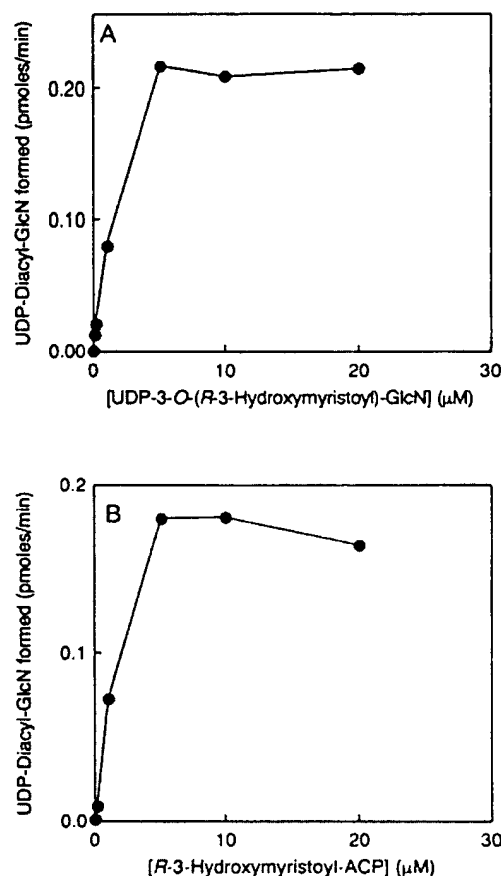 A
UDP-Diacyl-GlcN formed (pmoles/min)
0.20
0.10
0.00
0
10
20
30
[UDP-3-O-(R-3-Hydroxymyristoyl)-GlcN] (μM)
B
UDP-Diacyl-GlcN formed (pmoles/min)
0.2
0.1
0.0
0
10
20
30
[R-3-Hydroxymyristoyl-ACP] (μM)